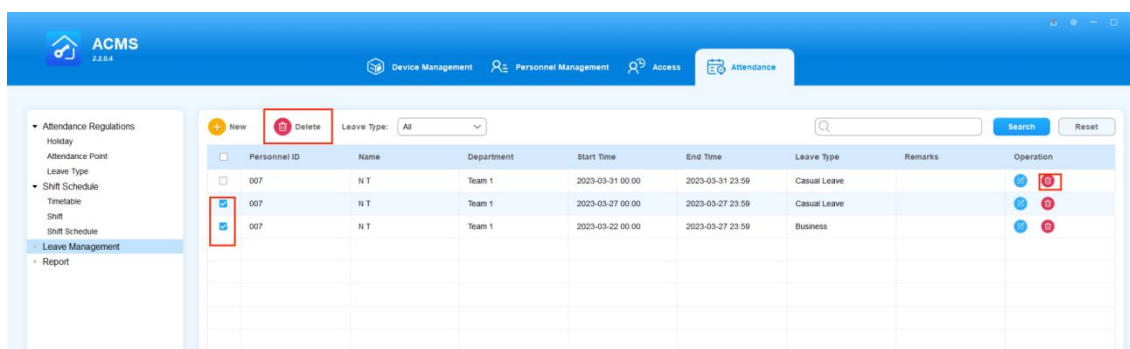 ACMS
2.2.0.4
Device Management Personnel Management Access Attendance
Attendance Regulations
Holiday
Attendance Point
Leave Type
Shift Schedule
Timetable
Shift
Shift Schedule
Leave Management
Report
New Delete Leave Type: All Search Reset
Personnel ID Name Department Start Time End Time Leave Type Remarks Operation
007 N T Team 1 2023-03-31 00:00 2023-03-31 23:59 Casual Leave
007 N T Team 1 2023-03-27 00:00 2023-03-27 23:59 Casual Leave
007 N T Team 1 2023-03-22 00:00 2023-03-27 23:59 Business